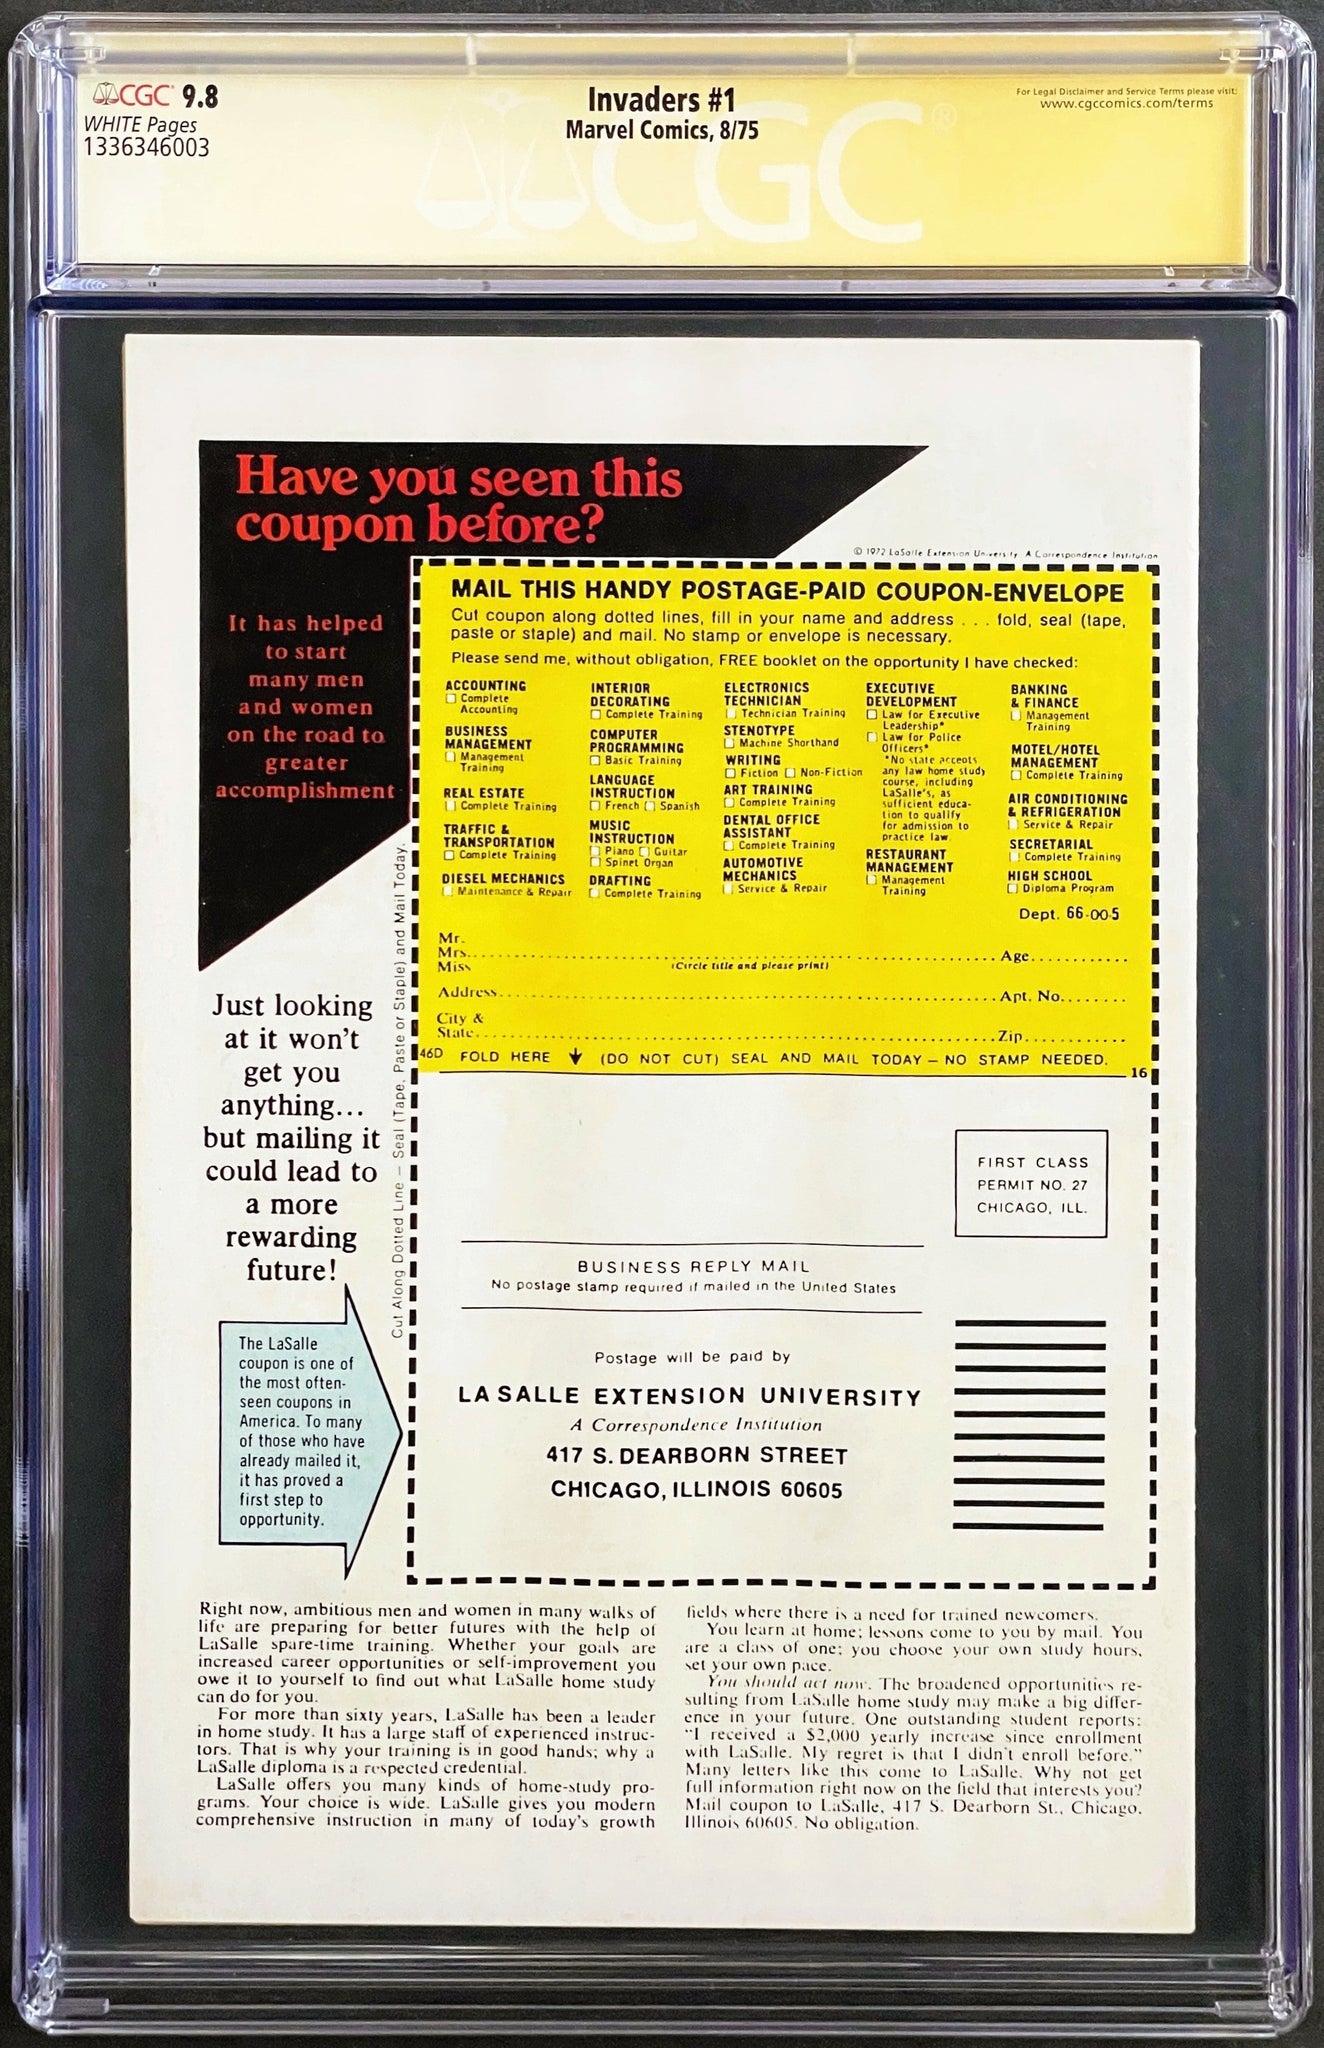 CGC 9.8
WHITE Pages
1336346003
Invaders #1
Marvel Comics, 8/75
For Legal Disclaimer and Service Terms please visit:
www.cgccomics.com/terms
CGC®
Have you seen this
coupon before?
© 1972 LaSalle Extension University A Correspondence Institution
It has helped
to start
many men
and women
on the road to
greater
accomplishment
MAIL THIS HANDY POSTAGE-PAID COUPON-ENVELOPE
Cut coupon along dotted lines, fill in your name and address . . . fold, seal (tape,
paste or staple) and mail. No stamp or envelope is necessary.
Please send me, without obligation, FREE booklet on the opportunity I have checked:
ACCOUNTING
Complete
Accounting
BUSINESS
MANAGEMENT
Management
Training
REAL ESTATE
Complete Training
TRAFFIC &
TRANSPORTATION
Complete Training
DIESEL MECHANICS
Maintenance & Repair
INTERIOR
DECORATING
Complete Training
COMPUTER
PROGRAMMING
Basic Training
LANGUAGE
INSTRUCTION
French Spanish
MUSIC
INSTRUCTION
Piano Guitar
Spinet Organ
DRAFTING
Complete Training
ELECTRONICS
TECHNICIAN
Technician Training
STENOTYPE
Machine Shorthand
WRITING
Fiction Non-Fiction
ART TRAINING
Complete Training
DENTAL OFFICE
ASSISTANT
Complete Training
AUTOMOTIVE
MECHANICS
Service & Repair
EXECUTIVE
DEVELOPMENT
Law for Executive
Leadership*
Law for Police
Officers*
*No state accepts
any law home study
course, including
LaSalle's, as
sufficient educa-
tion to qualify
for admission to
practice law.
RESTAURANT
MANAGEMENT
Management
Training
BANKING
& FINANCE
Management
Training
MOTEL/HOTEL
MANAGEMENT
Complete Training
AIR CONDITIONING
& REFRIGERATION
Service & Repair
SECRETARIAL
Complete Training
HIGH SCHOOL
Diploma Program
Dept. 66-005
Mr.
Mrs. Age
Miss (Circle title and please print)
Address Apt. No.
City &
State Zip
46D FOLD HERE (DO NOT CUT) SEAL AND MAIL TODAY — NO STAMP NEEDED.
16
Cut Along Dotted Line — Seal (Tape, Paste or Staple) and Mail Today.
Just looking
at it won't
get you
anything...
but mailing it
could lead to
a more
rewarding
future!
FIRST CLASS
PERMIT NO. 27
CHICAGO, ILL.
BUSINESS REPLY MAIL
No postage stamp required if mailed in the United States
Postage will be paid by
LA SALLE EXTENSION UNIVERSITY
A Correspondence Institution
417 S. DEARBORN STREET
CHICAGO, ILLINOIS 60605
The LaSalle
coupon is one of
the most often-
seen coupons in
America. To many
of those who have
already mailed it,
it has proved a
first step to
opportunity.
Right now, ambitious men and women in many walks of
life are preparing for better futures with the help of
LaSalle spare-time training. Whether your goals are
increased career opportunities or self-improvement you
owe it to yourself to find out what LaSalle home study
can do for you.
For more than sixty years, LaSalle has been a leader
in home study. It has a large staff of experienced instruc-
tors. That is why your training is in good hands; why a
LaSalle diploma is a respected credential.
LaSalle offers you many kinds of home-study pro-
grams. Your choice is wide. LaSalle gives you modern
comprehensive instruction in many of today's growth
fields where there is a need for trained newcomers.
You learn at home; lessons come to you by mail. You
are a class of one; you choose your own study hours,
set your own pace.
You should act now. The broadened opportunities re-
sulting from LaSalle home study may make a big differ-
ence in your future. One outstanding student reports:
"I received a $2,000 yearly increase since enrollment
with LaSalle. My regret is that I didn't enroll before."
Many letters like this come to LaSalle. Why not get
full information right now on the field that interests you?
Mail coupon to LaSalle, 417 S. Dearborn St., Chicago,
Illinois 60605. No obligation.